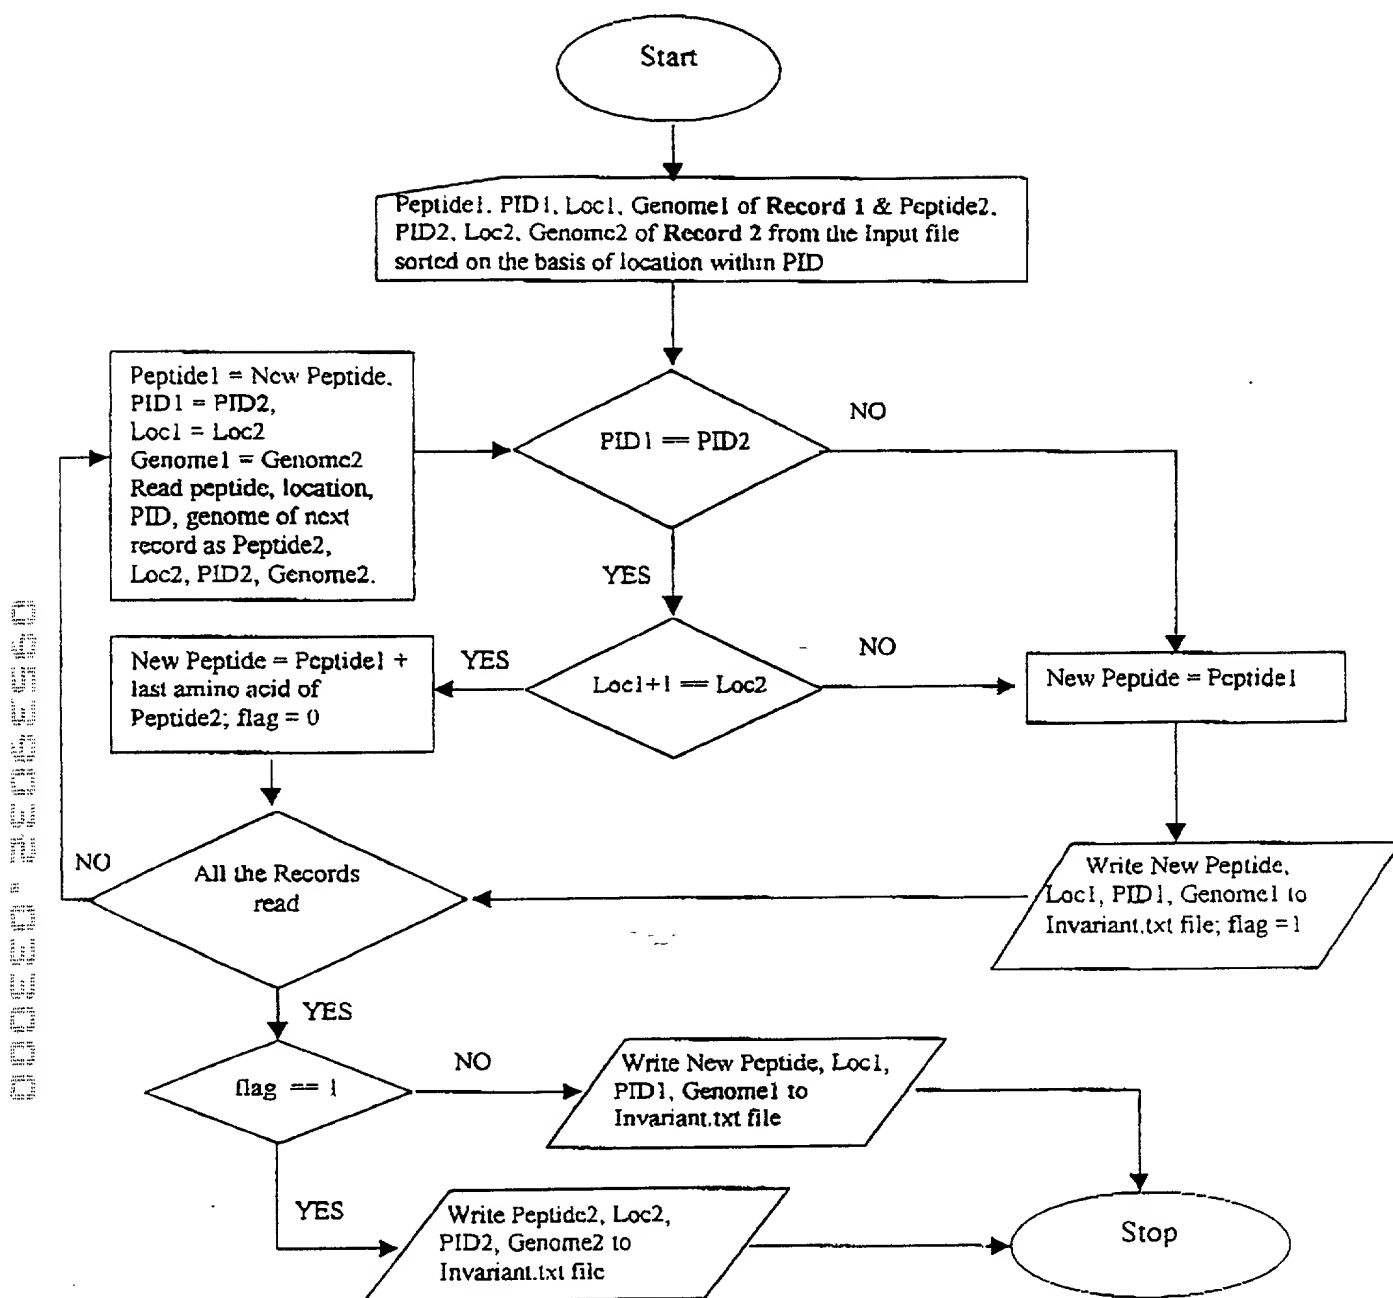 Start
Peptide1, PID1, Loc1, Genome1 of Record 1 & Peptide2,
PID2, Loc2, Genome2 of Record 2 from the Input file
sorted on the basis of location within PID
Peptide1 = New Peptide,
PID1 = PID2,
Loc1 = Loc2
Genome1 = Genome2
Read peptide, location,
PID, genome of next
record as Peptide2,
Loc2, PID2, Genome2.
PID1 == PID2
NO
YES
New Peptide = Peptide1 +
last amino acid of
Peptide2; flag = 0
YES
Loc1+1 == Loc2
NO
New Peptide = Peptide1
NO
All the Records
read
Write New Peptide,
Loc1, PID1, Genome1 to
Invariant.txt file; flag =1
YES
flag == 1
NO
Write New Peptide, Loc1,
PID1, Genome1 to
Invariant.txt file
YES
Write Peptide2, Loc2,
PID2, Genome2 to
Invariant.txt file
Stop